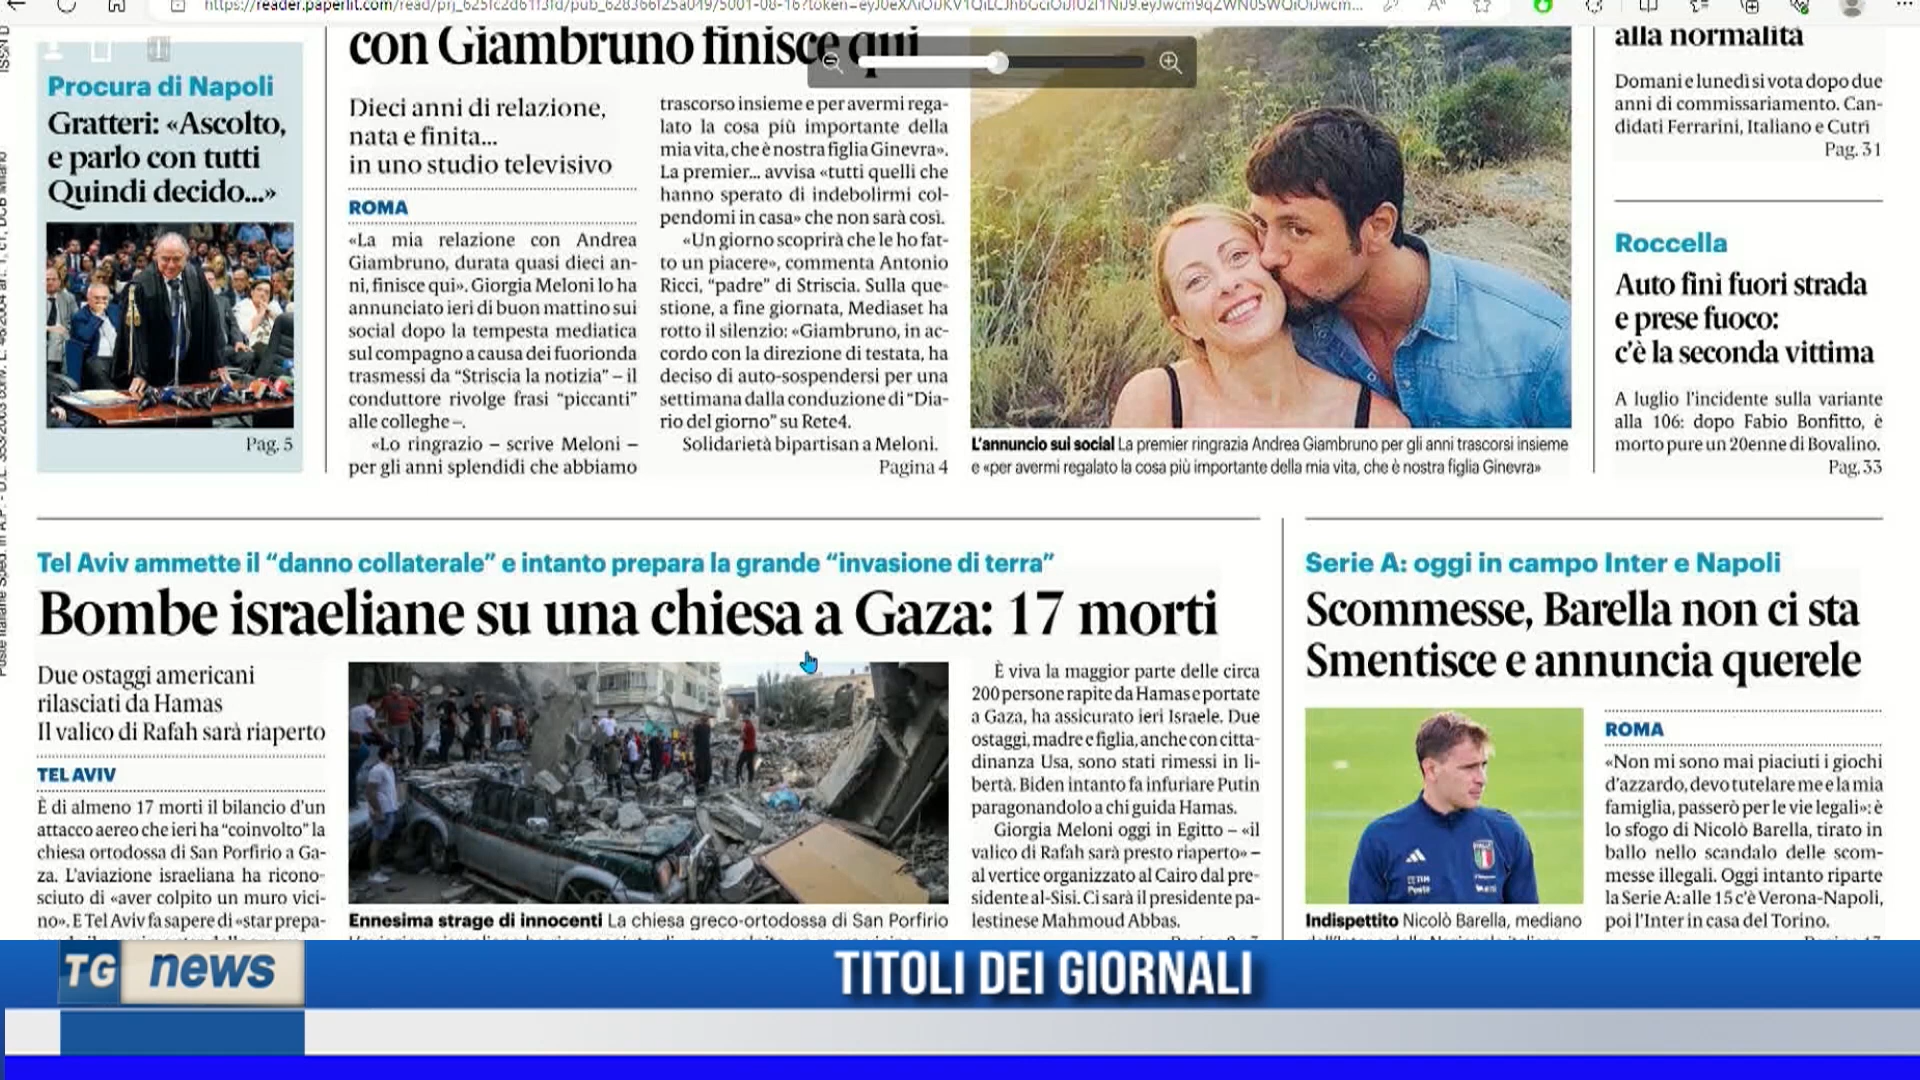 https://reader.paperlit.com/read/prj_625fc2d61f3fd/pub_628366f25a049/5001-08-16?token=
con Giambruno finisce qui
alla normalità
Procura di Napoli
Gratteri: «Ascolto,
e parlo con tutti
Quindi decido...»
Pag. 5
Dieci anni di relazione,
nata e finita...
in uno studio televisivo
ROMA
«La mia relazione con Andrea
Giambruno, durata quasi dieci an-
ni, finisce qui». Giorgia Meloni lo ha
annunciato ieri di buon mattino sui
social dopo la tempesta mediatica
sul compagno a causa dei fuorionda
trasmessi da “Striscia la notizia” – il
conduttore rivolge frasi “piccanti”
alle colleghe –.
«Lo ringrazio – scrive Meloni –
per gli anni splendidi che abbiamo
trascorso insieme e per avermi rega-
lato la cosa più importante della
mia vita, che è nostra figlia Ginevra».
La premier... avvisa «tutti quelli che
hanno sperato di indebolirmi col-
pendomi in casa» che non sarà così.
«Un giorno scoprirà che le ho fat-
to un piacere», commenta Antonio
Ricci, “padre” di Striscia. Sulla que-
stione, a fine giornata, Mediaset ha
rotto il silenzio: «Giambruno, in ac-
cordo con la direzione di testata, ha
deciso di auto-sospendersi per una
settimana dalla conduzione di “Dia-
rio del giorno” su Rete4.
Solidarietà bipartisan a Meloni.
Pagina 4
L'annuncio sui social La premier ringrazia Andrea Giambruno per gli anni trascorsi insieme
e «per avermi regalato la cosa più importante della mia vita, che è nostra figlia Ginevra»
Domani e lunedì si vota dopo due
anni di commissariamento. Can-
didati Ferrarini, Italiano e Cutrì
Pag. 31
Roccella
Auto finì fuori strada
e prese fuoco:
c'è la seconda vittima
A luglio l'incidente sulla variante
alla 106: dopo Fabio Bonfitto, è
morto pure un 20enne di Bovalino.
Pag. 33
Tel Aviv ammette il “danno collaterale” e intanto prepara la grande “invasione di terra”
Bombe israeliane su una chiesa a Gaza: 17 morti
Due ostaggi americani
rilasciati da Hamas
Il valico di Rafah sarà riaperto
TEL AVIV
È di almeno 17 morti il bilancio d'un
attacco aereo che ieri ha “coinvolto” la
chiesa ortodossa di San Porfirio a Ga-
za. L'aviazione israeliana ha ricono-
sciuto di «aver colpito un muro vici-
no». E Tel Aviv fa sapere di «star prepa-
Ennesima strage di innocenti La chiesa greco-ortodossa di San Porfirio
È viva la maggior parte delle circa
200 persone rapite da Hamas e portate
a Gaza, ha assicurato ieri Israele. Due
ostaggi, madre e figlia, anche con citta-
dinanza Usa, sono stati rimessi in li-
bertà. Biden intanto fa infuriare Putin
paragonandolo a chi guida Hamas.
Giorgia Meloni oggi in Egitto – «il
valico di Rafah sarà presto riaperto» –
al vertice organizzato al Cairo dal pre-
sidente al-Sisi. Ci sarà il presidente pa-
lestinese Mahmoud Abbas.
Serie A: oggi in campo Inter e Napoli
Scommesse, Barella non ci sta
Smentisce e annuncia querele
Indispettito Nicolò Barella, mediano
ROMA
«Non mi sono mai piaciuti i giochi
d'azzardo, devo tutelare me e la mia
famiglia, passerò per le vie legali»: è
lo sfogo di Nicolò Barella, tirato in
ballo nello scandalo delle scom-
messe illegali. Oggi intanto riparte
la Serie A: alle 15 c'è Verona-Napoli,
poi l'Inter in casa del Torino.
TG news
TITOLI DEI GIORNALI